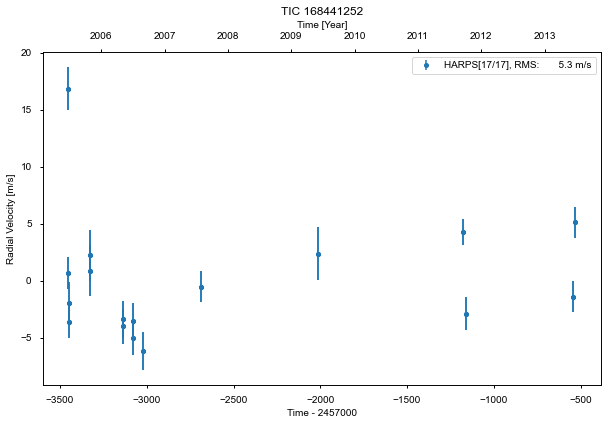 TIC 168441252
Time [Year]
2006 2007 2008 2009 2010 2011 2012 2013
HARPS[17/17], RMS: 5.3 m/s
20
15
10
5
0
−5
Radial Velocity [m/s]
−3500 −3000 −2500 −2000 −1500 −1000 −500
Time - 2457000